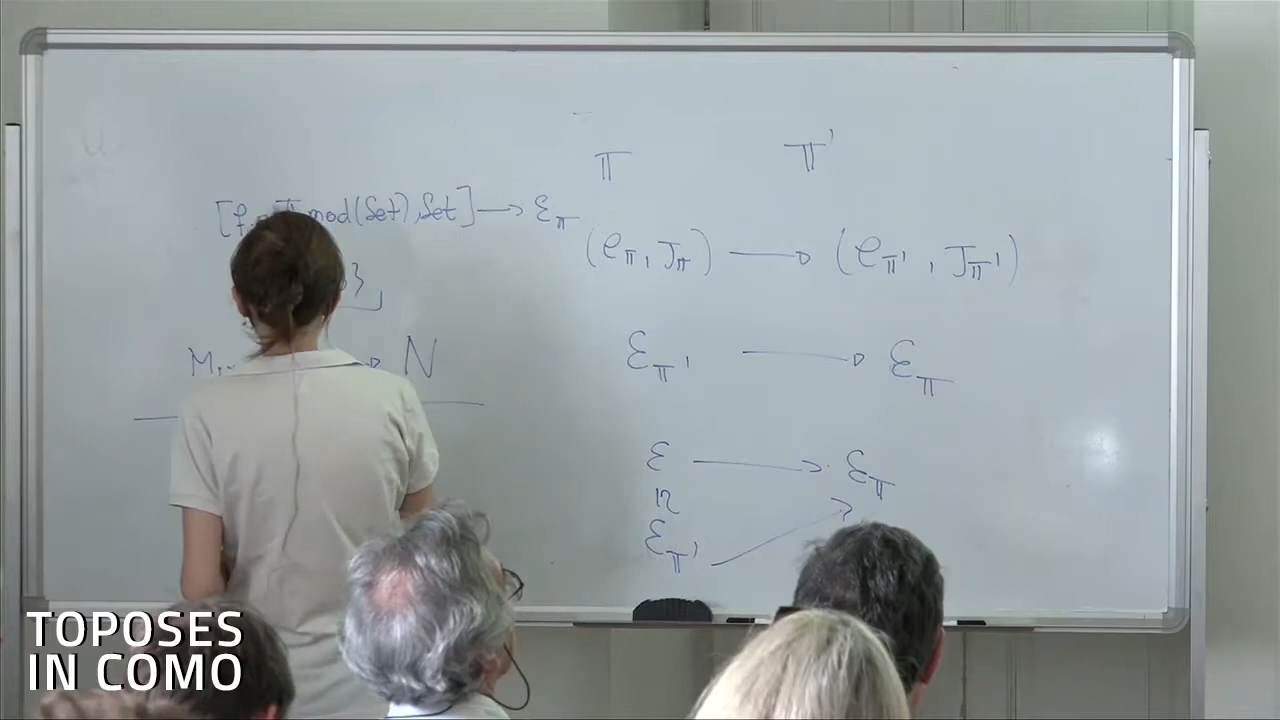 𝕋 𝕋'
[f.p. 𝕋-mod(Set), Set] → ℰ_𝕋
(𝒞_𝕋, J_𝕋) → (𝒞_𝕋', J_𝕋')
}
M, → N
ℰ_𝕋' → ℰ_𝕋
ℰ → ℰ_𝕋
≀≀
ℰ_𝕋'
TOPOSES
IN COMO